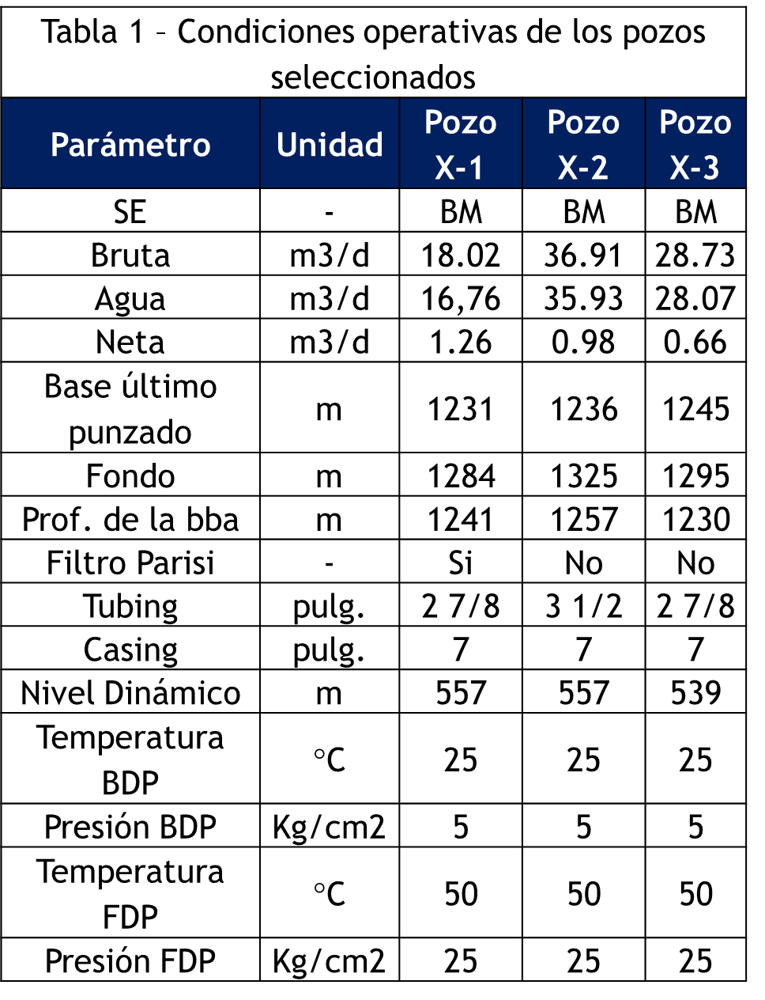 Tabla 1 – Condiciones operativas de los pozos
seleccionados
Parámetro Unidad Pozo X-1 Pozo X-2 Pozo X-3
SE - BM BM BM
Bruta m3/d 18.02 36.91 28.73
Agua m3/d 16,76 35.93 28.07
Neta m3/d 1.26 0.98 0.66
Base último punzado m 1231 1236 1245
Fondo m 1284 1325 1295
Prof. de la bba m 1241 1257 1230
Filtro Parisi - Si No No
Tubing pulg. 2 7/8 3 1/2 2 7/8
Casing pulg. 7 7 7
Nivel Dinámico m 557 557 539
Temperatura BDP °C 25 25 25
Presión BDP Kg/cm2 5 5 5
Temperatura FDP °C 50 50 50
Presión FDP Kg/cm2 25 25 25